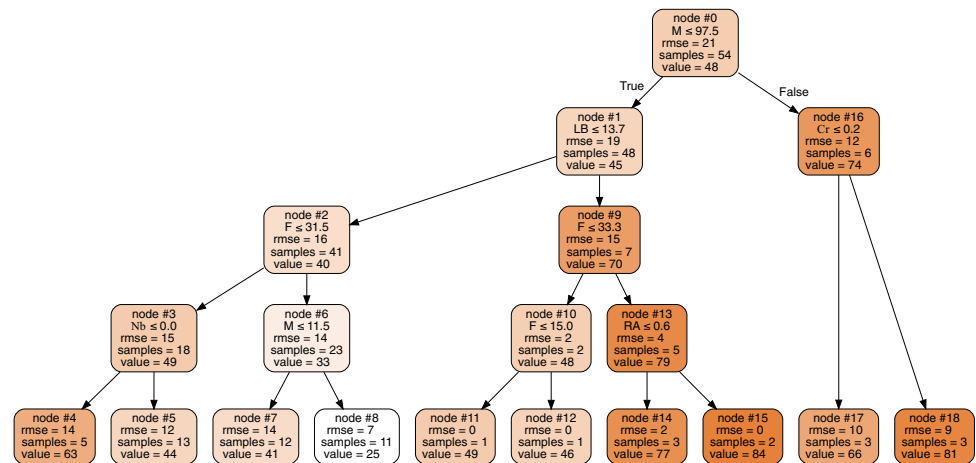 node #0
M ≤ 97.5
rmse = 21
samples = 54
value = 48
True
False
node #1
LB ≤ 13.7
rmse = 19
samples = 48
value = 45
node #16
Cr ≤ 0.2
rmse = 12
samples = 6
value = 74
node #2
F ≤ 31.5
rmse = 16
samples = 41
value = 40
node #9
F ≤ 33.3
rmse = 15
samples = 7
value = 70
node #3
Nb ≤ 0.0
rmse = 15
samples = 18
value = 49
node #6
M ≤ 11.5
rmse = 14
samples = 23
value = 33
node #10
F ≤ 15.0
rmse = 2
samples = 2
value = 48
node #13
RA ≤ 0.6
rmse = 4
samples = 5
value = 79
node #4
rmse = 14
samples = 5
value = 63
node #5
rmse = 12
samples = 13
value = 44
node #7
rmse = 14
samples = 12
value = 41
node #8
rmse = 7
samples = 11
value = 25
node #11
rmse = 0
samples = 1
value = 49
node #12
rmse = 0
samples = 1
value = 46
node #14
rmse = 2
samples = 3
value = 77
node #15
rmse = 0
samples = 2
value = 84
node #17
rmse = 10
samples = 3
value = 66
node #18
rmse = 9
samples = 3
value = 81